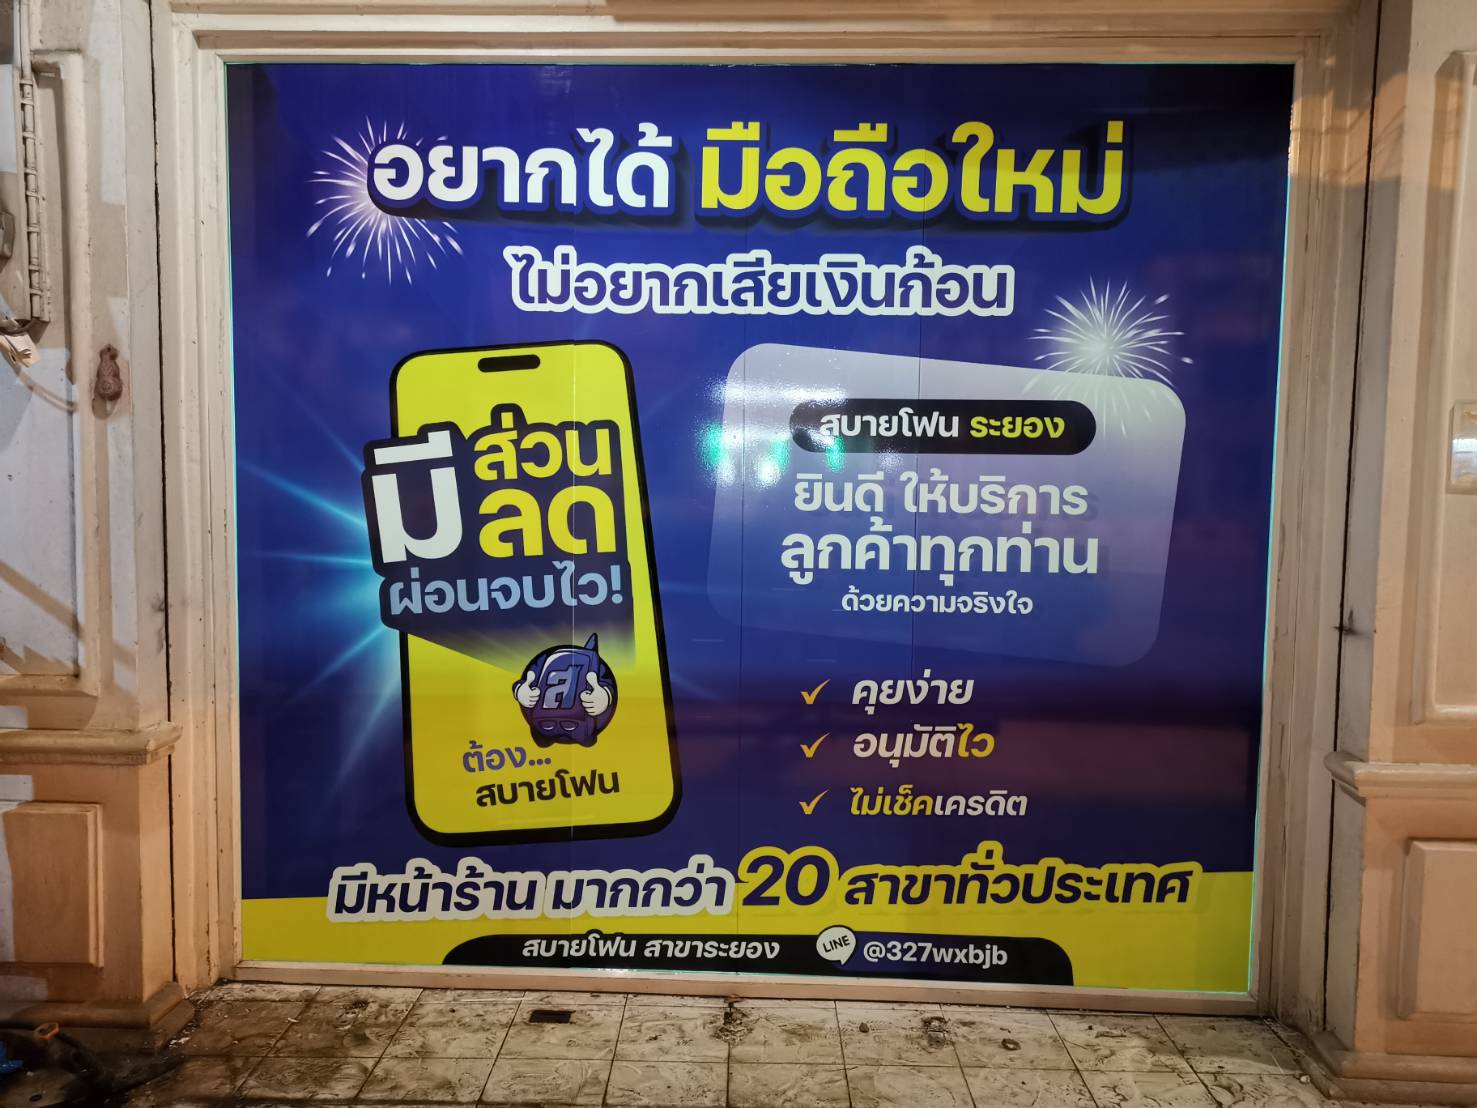 อยากได้ มือถือใหม่
ไม่อยากเสียเงินก้อน
มี ส่วนลด
ผ่อนจบไว!
ส
ต้อง...
สบายโฟน
สบายโฟน ระยอง
ยินดี ให้บริการ
ลูกค้าทุกท่าน
ด้วยความจริงใจ
✓ คุยง่าย
✓ อนุมัติไว
✓ ไม่เช็คเครดิต
มีหน้าร้าน มากกว่า 20 สาขาทั่วประเทศ
สบายโฟน สาขาระยอง LINE @327wxbjb